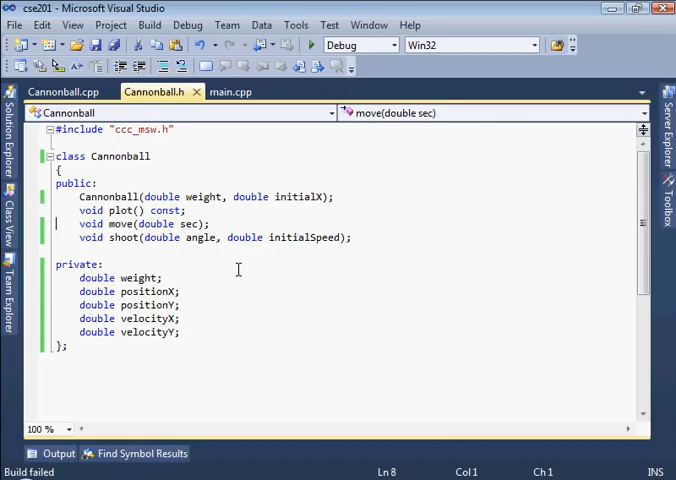 cse201 - Microsoft Visual Studio
File Edit View Project Build Debug Team Data Tools Test Window Help
Debug Win32
Cannonball.cpp Cannonball.h main.cpp
Cannonball move(double sec)
#include "ccc_msw.h"
class Cannonball
{
public:
Cannonball(double weight, double initialX);
void plot() const;
void move(double sec);
void shoot(double angle, double initialSpeed);
private:
double weight;
double positionX;
double positionY;
double velocityX;
double velocityY;
};
100 %
Solution Explorer
Class View
Team Explorer
Server Explorer
Toolbox
Output Find Symbol Results
Build failed Ln 8 Col 1 Ch 1 INS